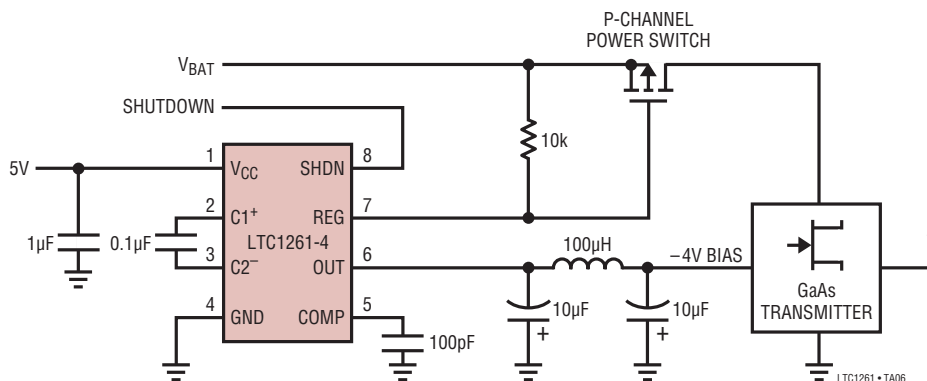 P-CHANNEL
POWER SWITCH
VBAT
SHUTDOWN
10k
5V
1
VCC
SHDN
8
2
C1+
REG
7
1µF
0.1µF
LTC1261-4
100µH
3
C2–
OUT
6
–4V BIAS
GaAs
TRANSMITTER
4
GND
COMP
5
10µF
10µF
+
+
100pF
LTC1261 • TA06